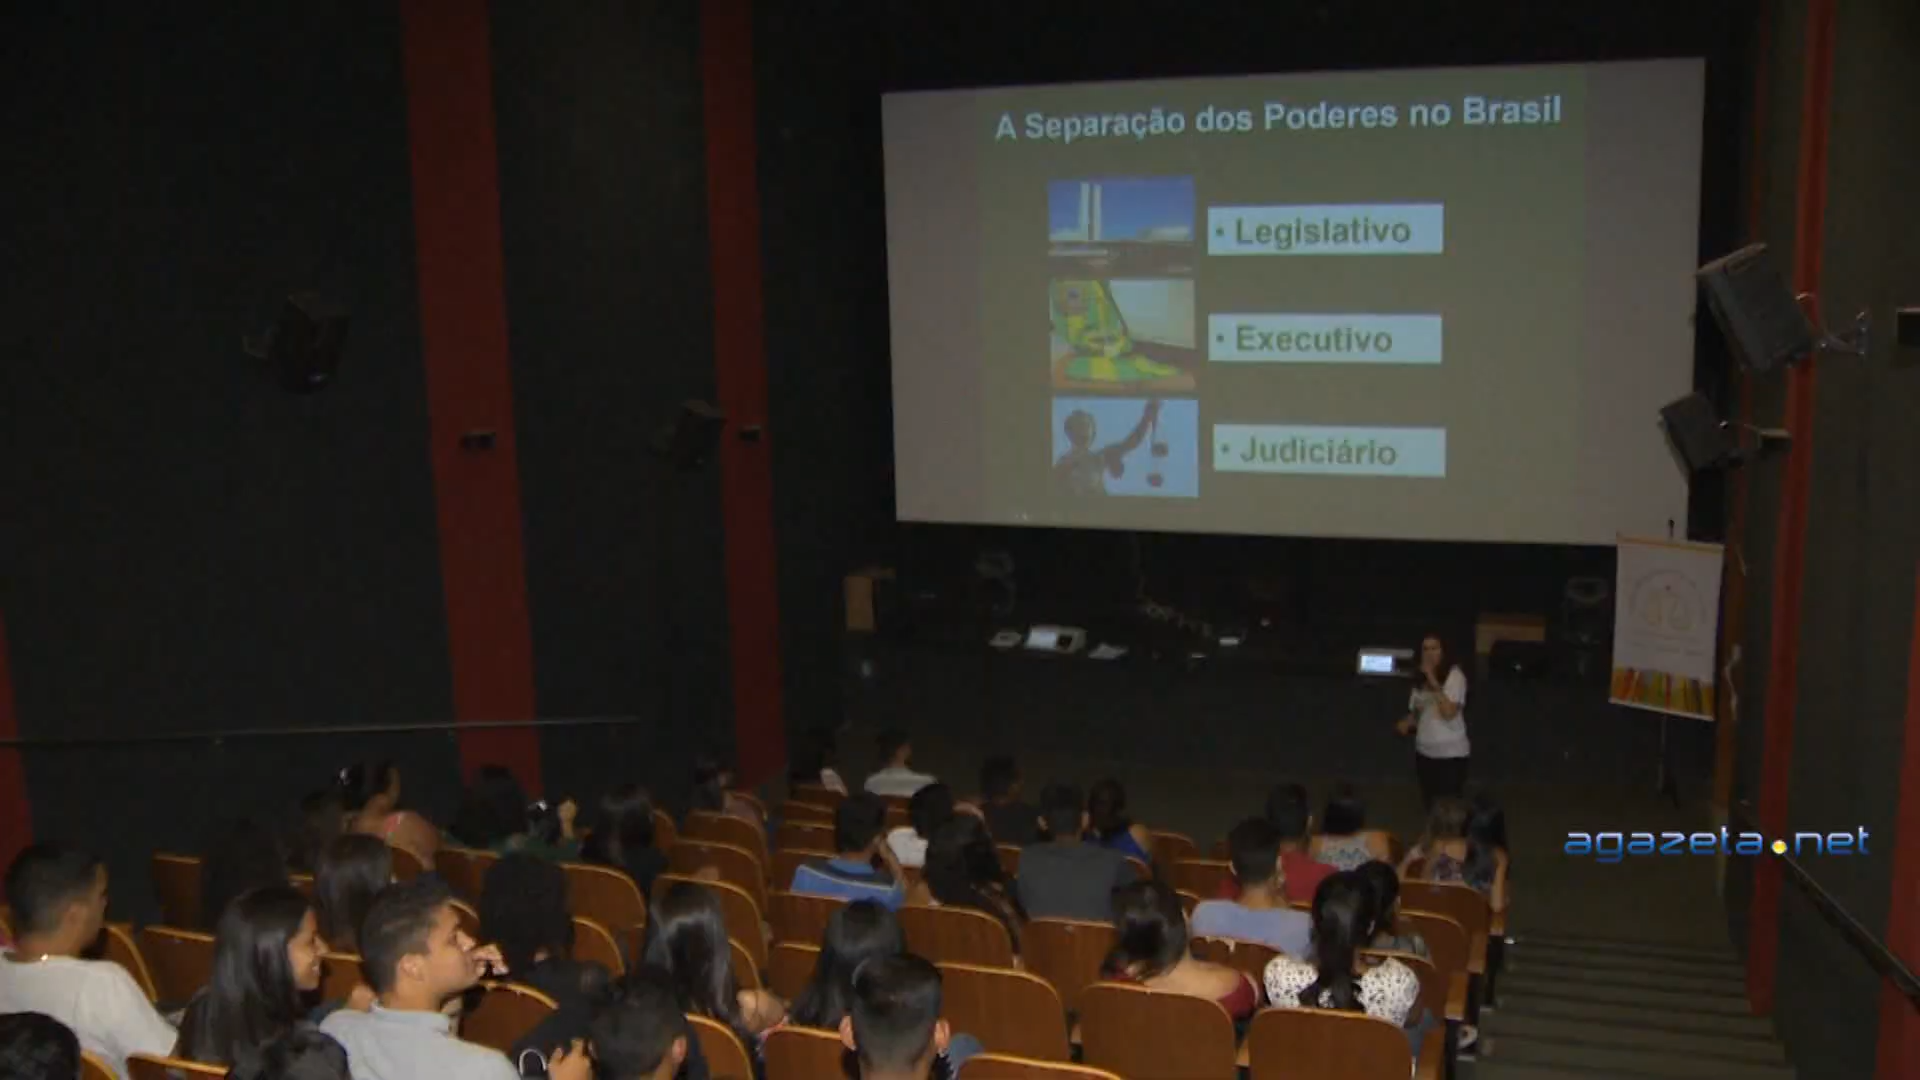 A Separação dos Poderes no Brasil
• Legislativo
• Executivo
• Judiciário
agazeta.net